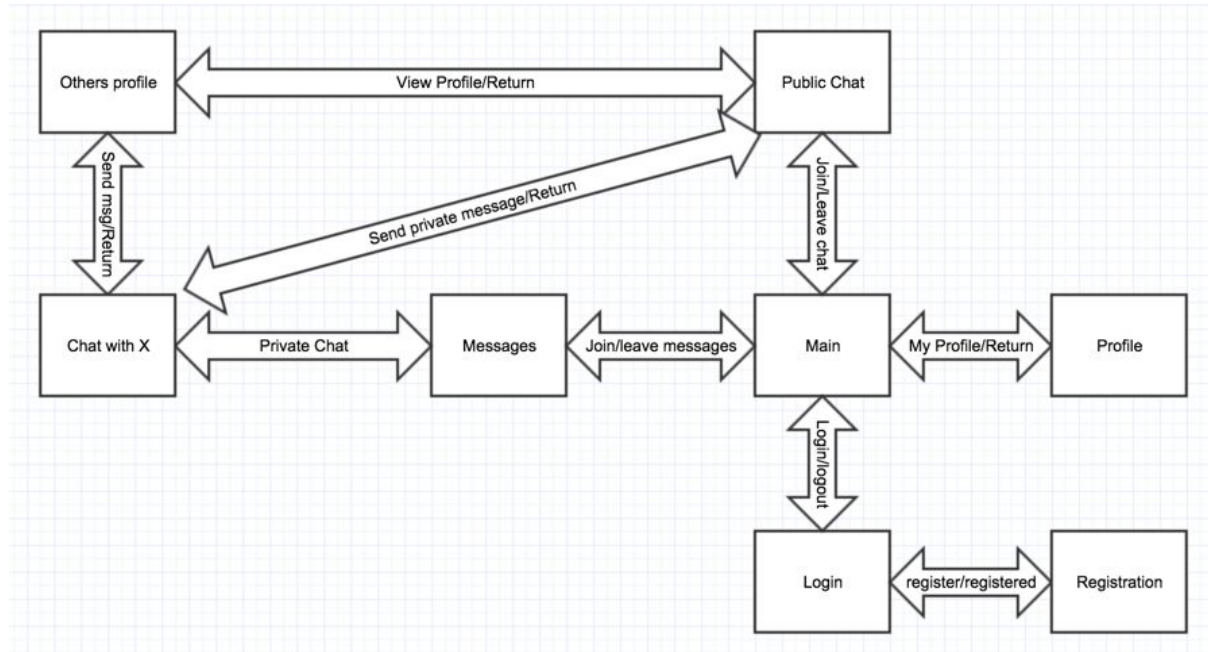 Others profile
View Profile/Return
Public Chat
Send msg/Return
Send private message/Return
Join/Leave chat
Chat with X
Private Chat
Messages
Join/leave messages
Main
My Profile/Return
Profile
Login/logout
Login
register/registered
Registration